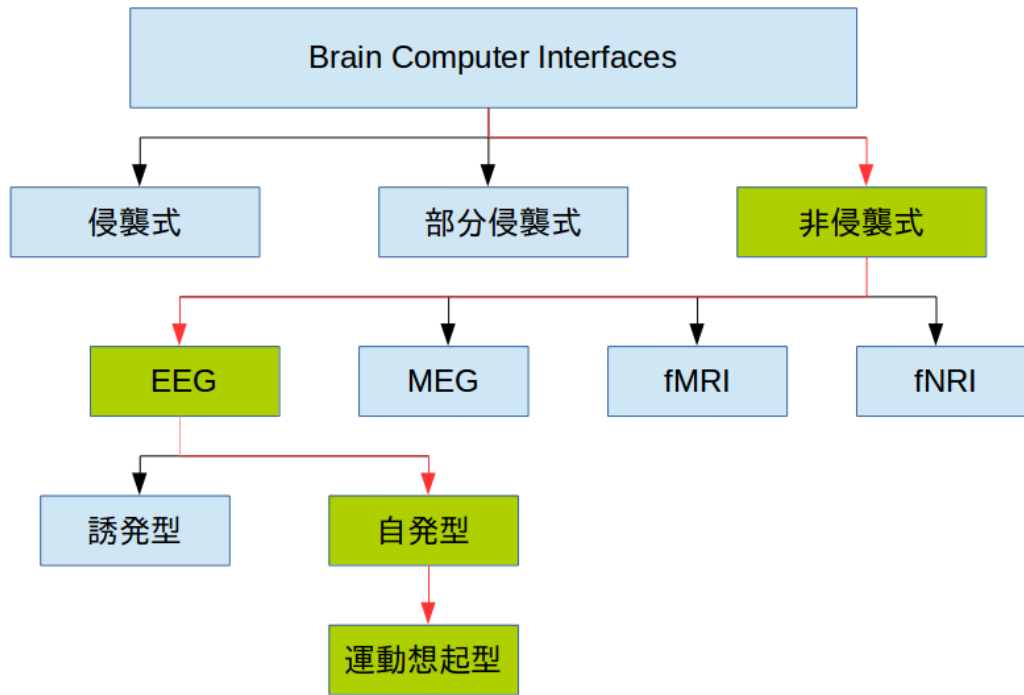 Brain Computer Interfaces
侵襲式
部分侵襲式
非侵襲式
EEG
MEG
fMRI
fNRI
誘発型
自発型
運動想起型